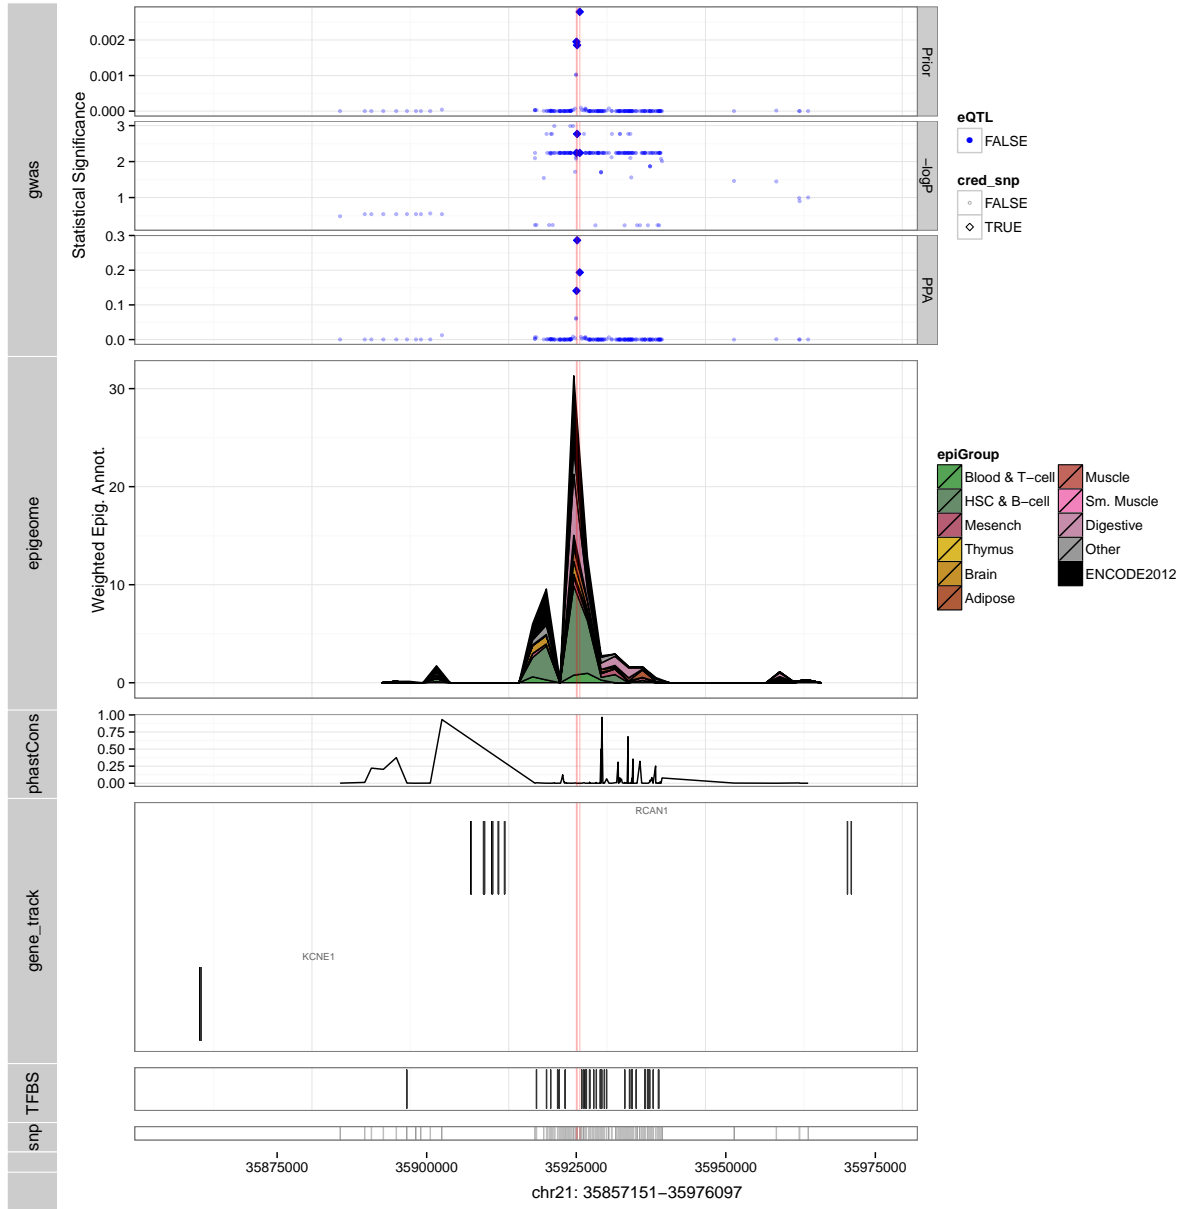 gwas
Statistical Significance
0.002
0.001
0.000
Prior
3
2
1
−logP
0.3
0.2
0.1
0.0
PPA
eQTL
FALSE
cred_snp
FALSE
TRUE
epigeome
Weighted Epig. Annot.
30
20
10
0
epiGroup
Blood & T−cell
HSC & B−cell
Mesench
Thymus
Brain
Adipose
Muscle
Sm. Muscle
Digestive
Other
ENCODE2012
phastCons
1.00
0.75
0.50
0.25
0.00
gene_track
RCAN1
KCNE1
TFBS
snp
35875000 35900000 35925000 35950000 35975000
chr21: 35857151−35976097